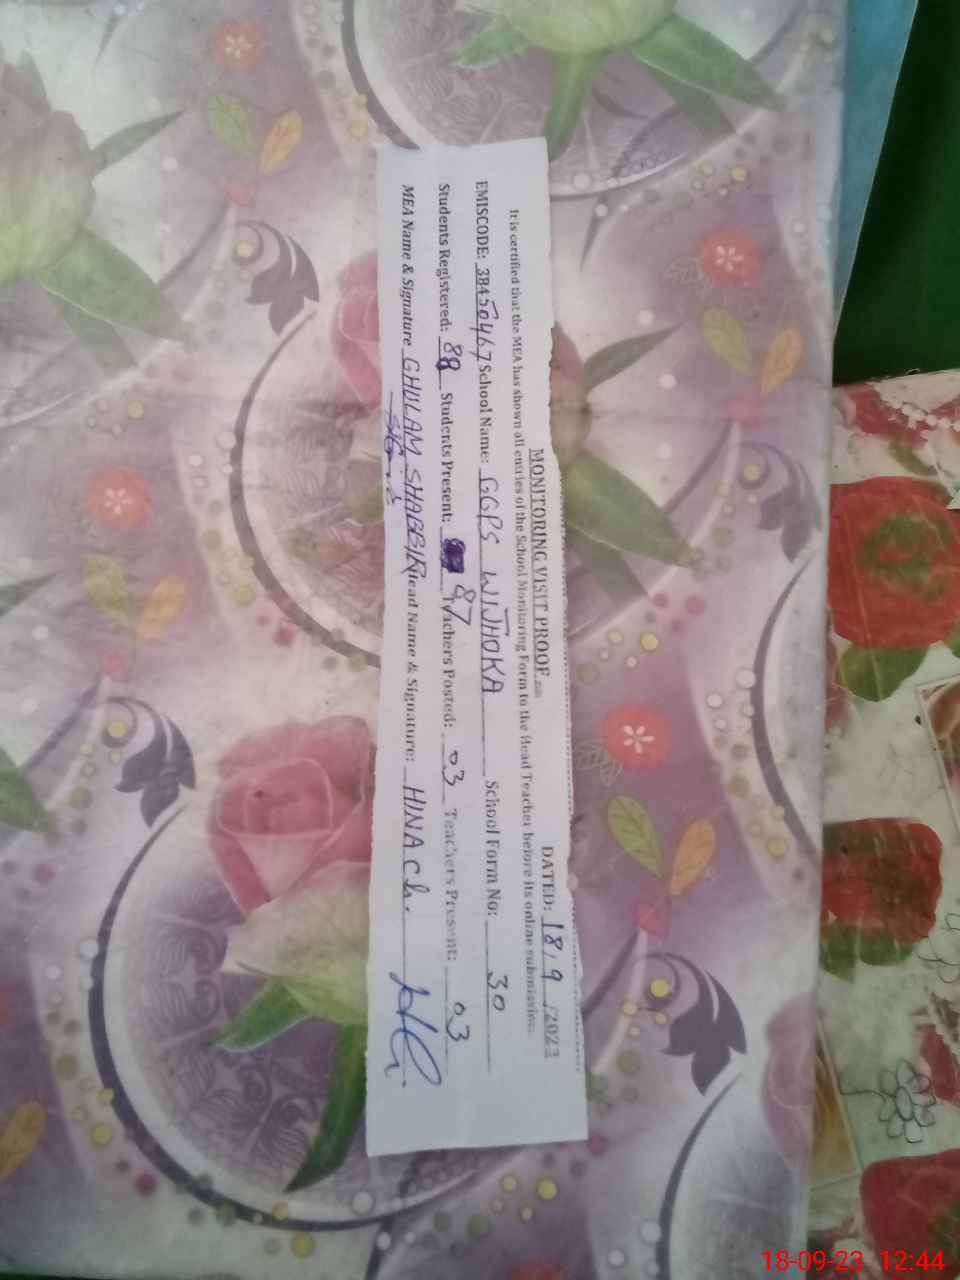 MONITORING VISIT PROOF DATED: 18/9/2023
It is certified that the MEA has shown all entries of the School Monitoring Form to the Head Teacher before its online submission.
EMISCODE: 38450467 School Name: GGPS WIJHOKA School Form No: 30
Students Registered: 88 Students Present: 87 Teachers Posted: 03 Teachers Present: 03
MEA Name & Signature GHULAM SHABBIR Head Name & Signature: HINA Ch.
18-09-23 12:44